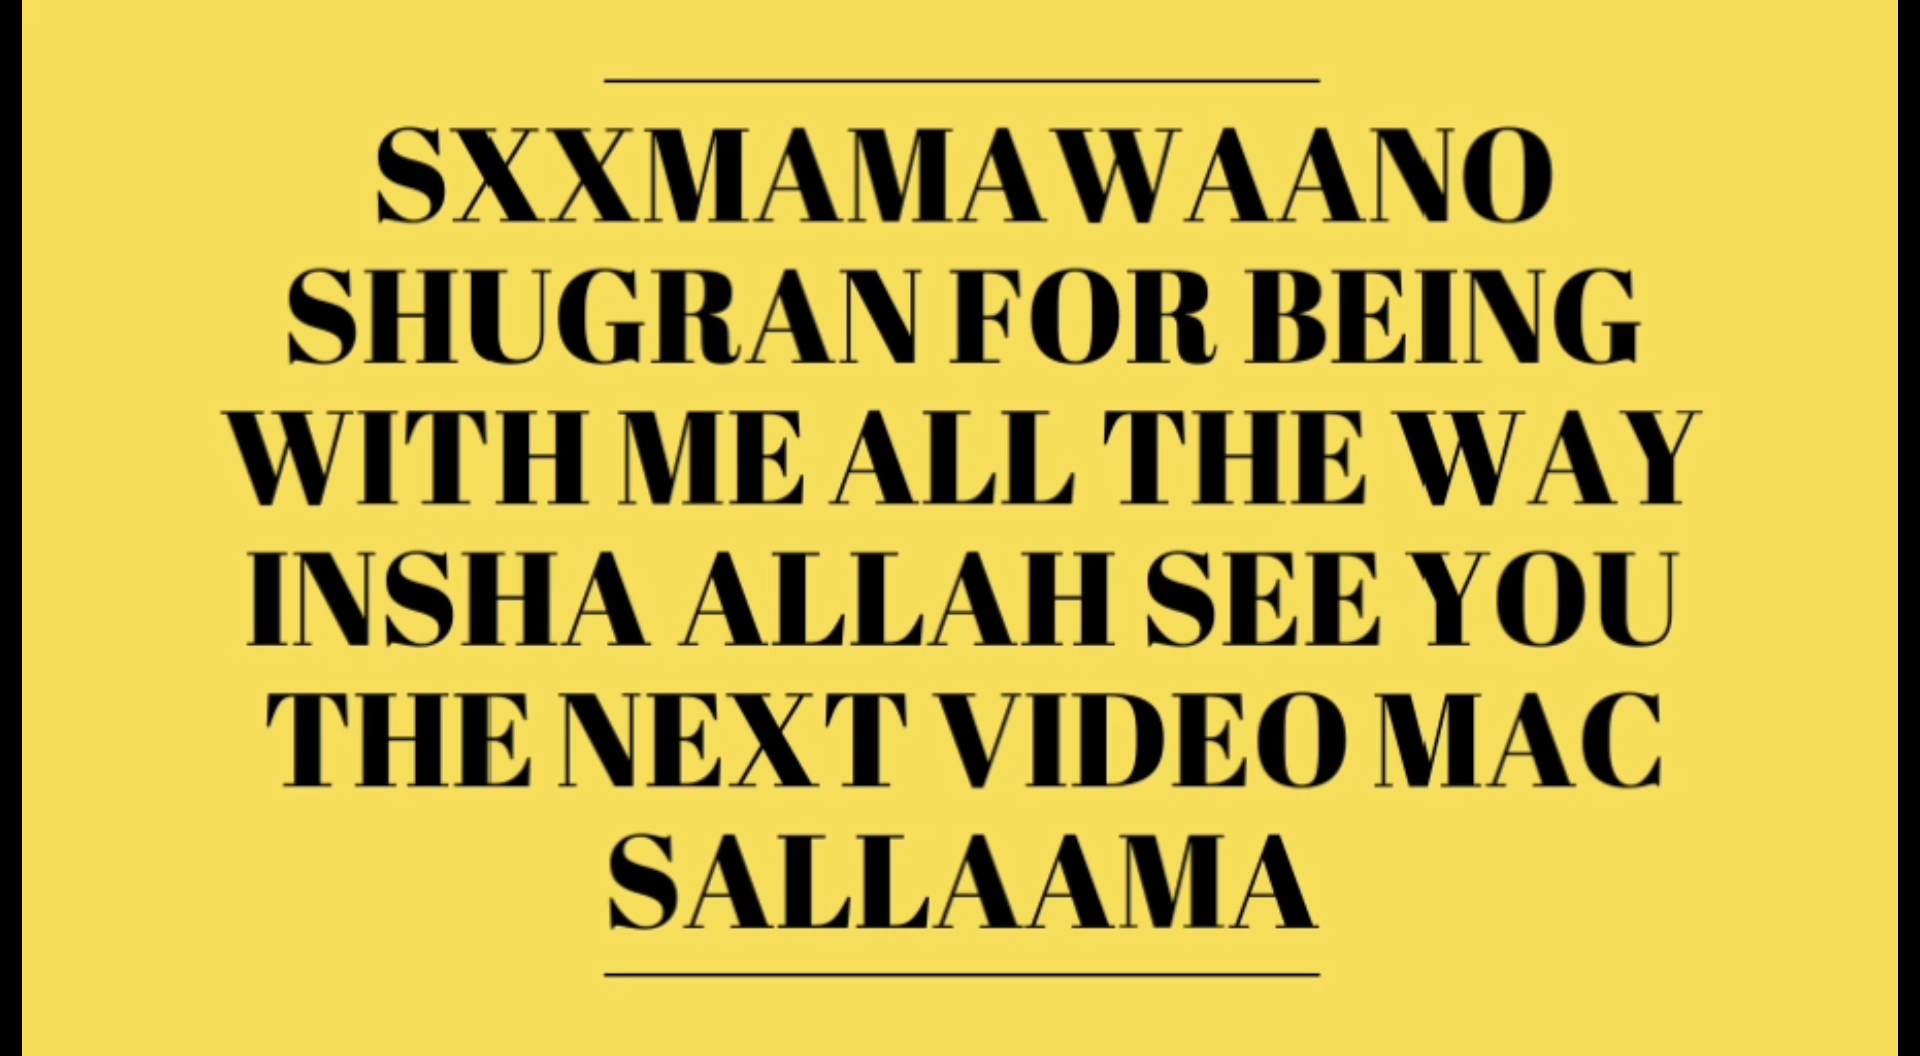 SXXMAMAWAANO
SHUGRAN FOR BEING
WITH ME ALL THE WAY
INSHA ALLAH SEE YOU
THE NEXT VIDEO MAC
SALLAAMA